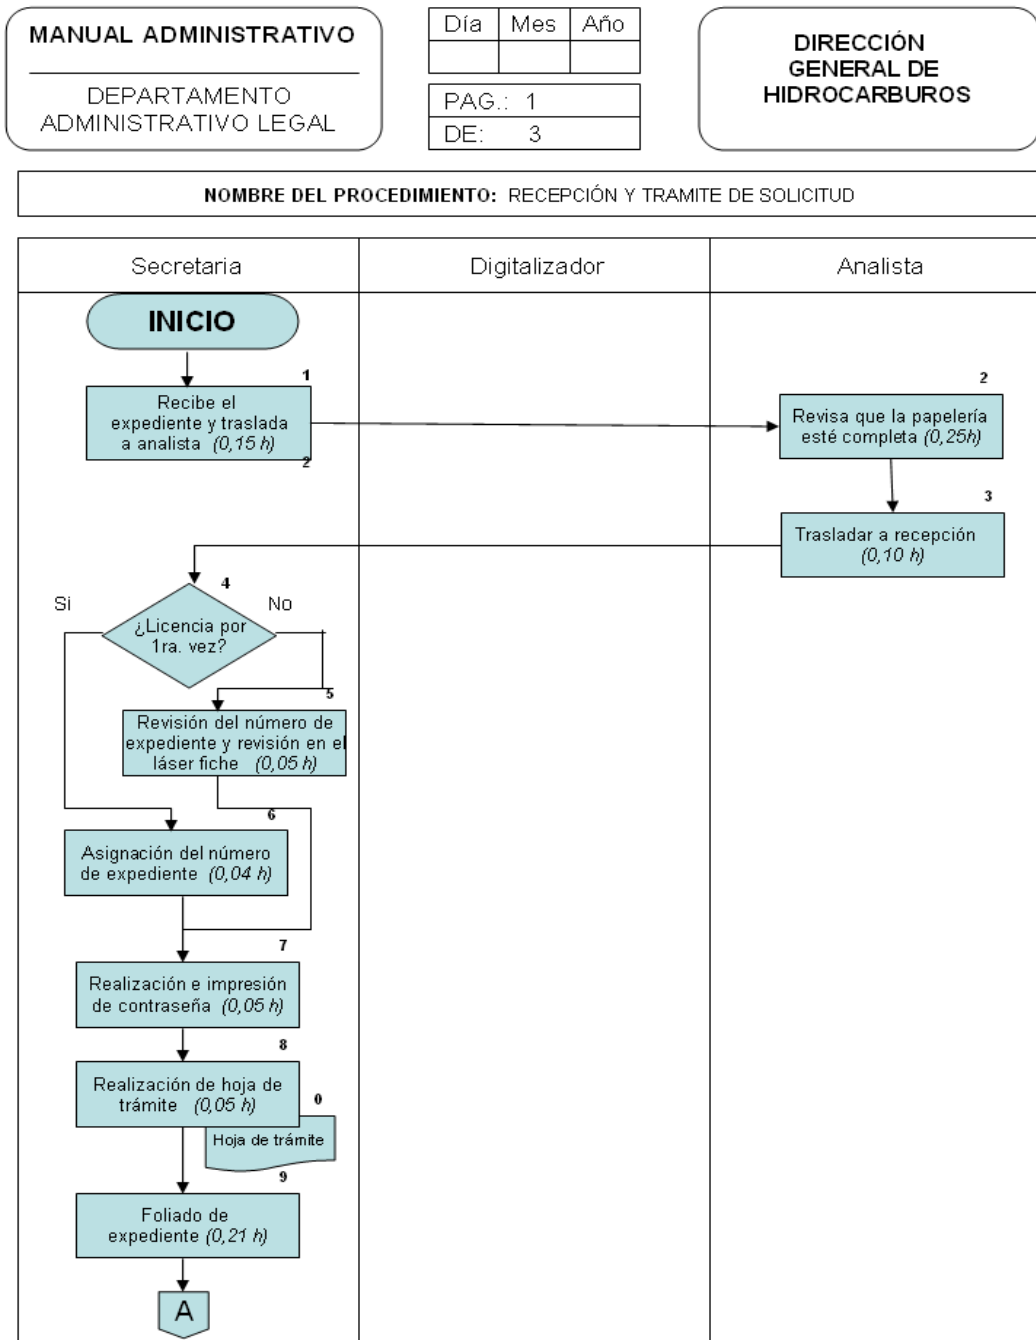 MANUAL ADMINISTRATIVO
DEPARTAMENTO
ADMINISTRATIVO LEGAL
Día Mes Año
PAG.: 1
DE: 3
DIRECCIÓN
GENERAL DE
HIDROCARBUROS
NOMBRE DEL PROCEDIMIENTO: RECEPCIÓN Y TRAMITE DE SOLICITUD
Secretaria Digitalizador Analista
INICIO
1
Recibe el
expediente y traslada
a analista (0,15 h)
2
2
Revisa que la papelería
esté completa (0,25h)
3
Trasladar a recepción
(0,10 h)
4
Si No
¿Licencia por
1ra. vez?
5
Revisión del número de
expediente y revisión en el
láser fiche (0,05 h)
6
Asignación del número
de expediente (0,04 h)
7
Realización e impresión
de contraseña (0,05 h)
8
Realización de hoja de
trámite (0,05 h)
0
Hoja de trámite
9
Foliado de
expediente (0,21 h)
A